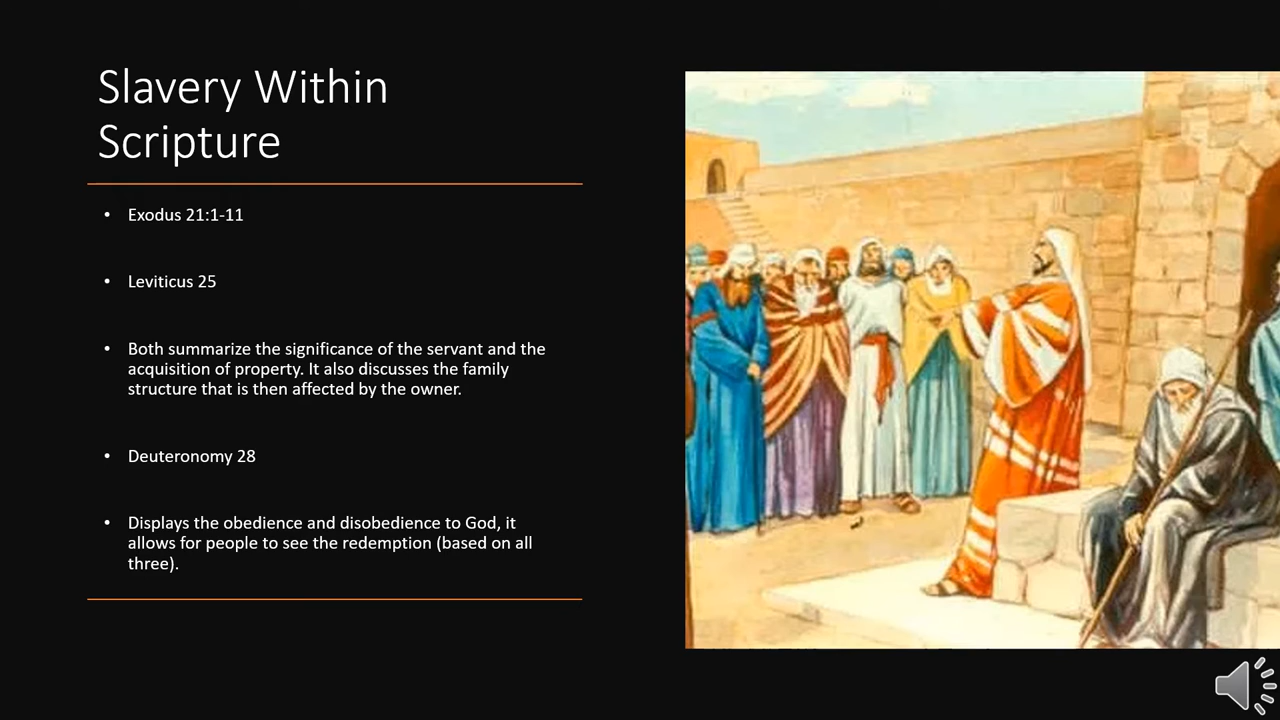 Slavery Within
Scripture
• Exodus 21:1-11
• Leviticus 25
• Both summarize the significance of the servant and the
acquisition of property. It also discusses the family
structure that is then affected by the owner.
• Deuteronomy 28
• Displays the obedience and disobedience to God, it
allows for people to see the redemption (based on all
three).